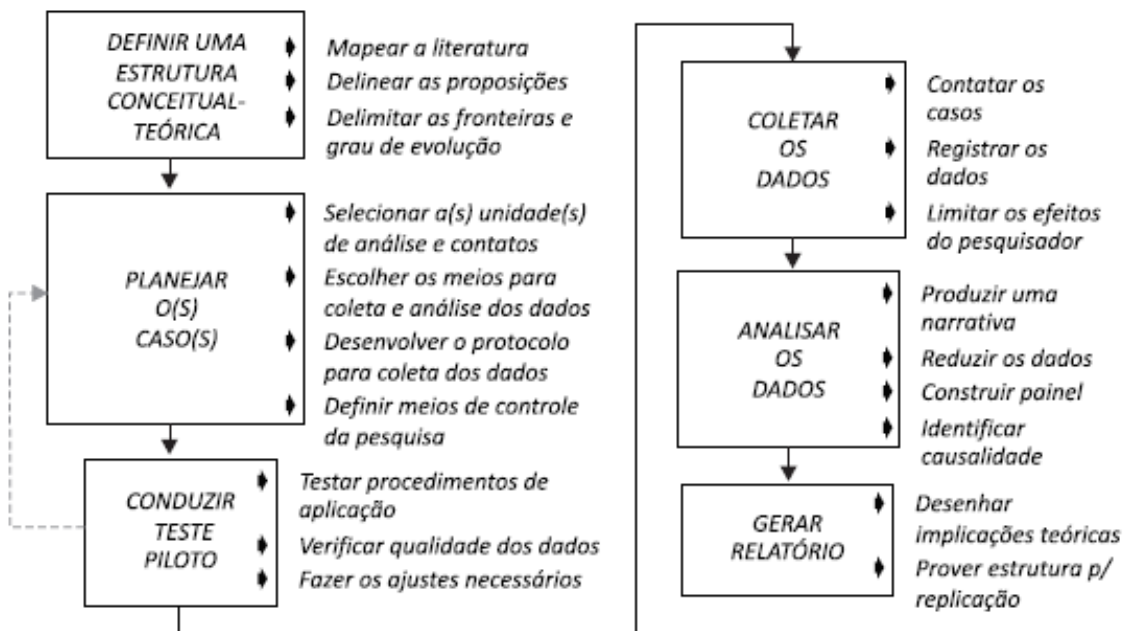 DEFINIR UMA
ESTRUTURA
CONCEITUAL-
TEÓRICA
Mapear a literatura
Delinear as proposições
Delimitar as fronteiras e
grau de evolução
PLANEJAR
O(S)
CASO(S)
Selecionar a(s) unidade(s)
de análise e contatos
Escolher os meios para
coleta e análise dos dados
Desenvolver o protocolo
para coleta dos dados
Definir meios de controle
da pesquisa
CONDUZIR
TESTE
PILOTO
Testar procedimentos de
aplicação
Verificar qualidade dos dados
Fazer os ajustes necessários
COLETAR
OS
DADOS
Contatar os
casos
Registrar os
dados
Limitar os efeitos
do pesquisador
ANALISAR
OS
DADOS
Produzir uma
narrativa
Reduzir os dados
Construir painel
Identificar
causalidade
GERAR
RELATÓRIO
Desenhar
implicações teóricas
Prover estrutura p/
replicação